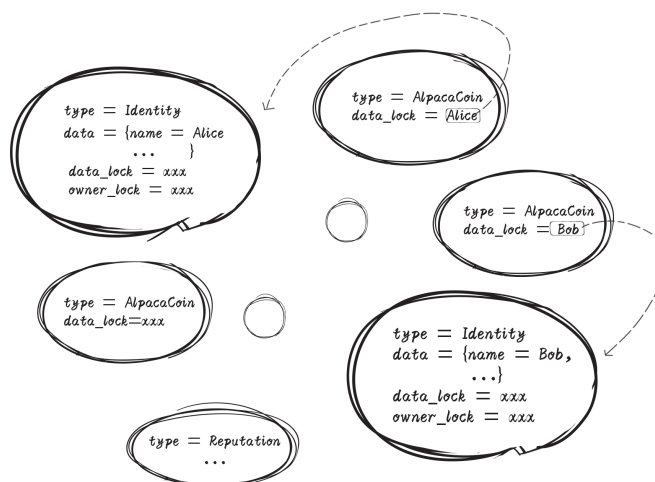 type = Identity
data = {name = Alice
... }
data_lock = xxx
owner_lock = xxx
type = AlpacaCoin
data_lock = Alice
type = AlpacaCoin
data_lock = Bob
type = AlpacaCoin
data_lock=xxx
type = Identity
data = {name = Bob,
...}
data_lock = xxx
owner_lock = xxx
type = Reputation
...